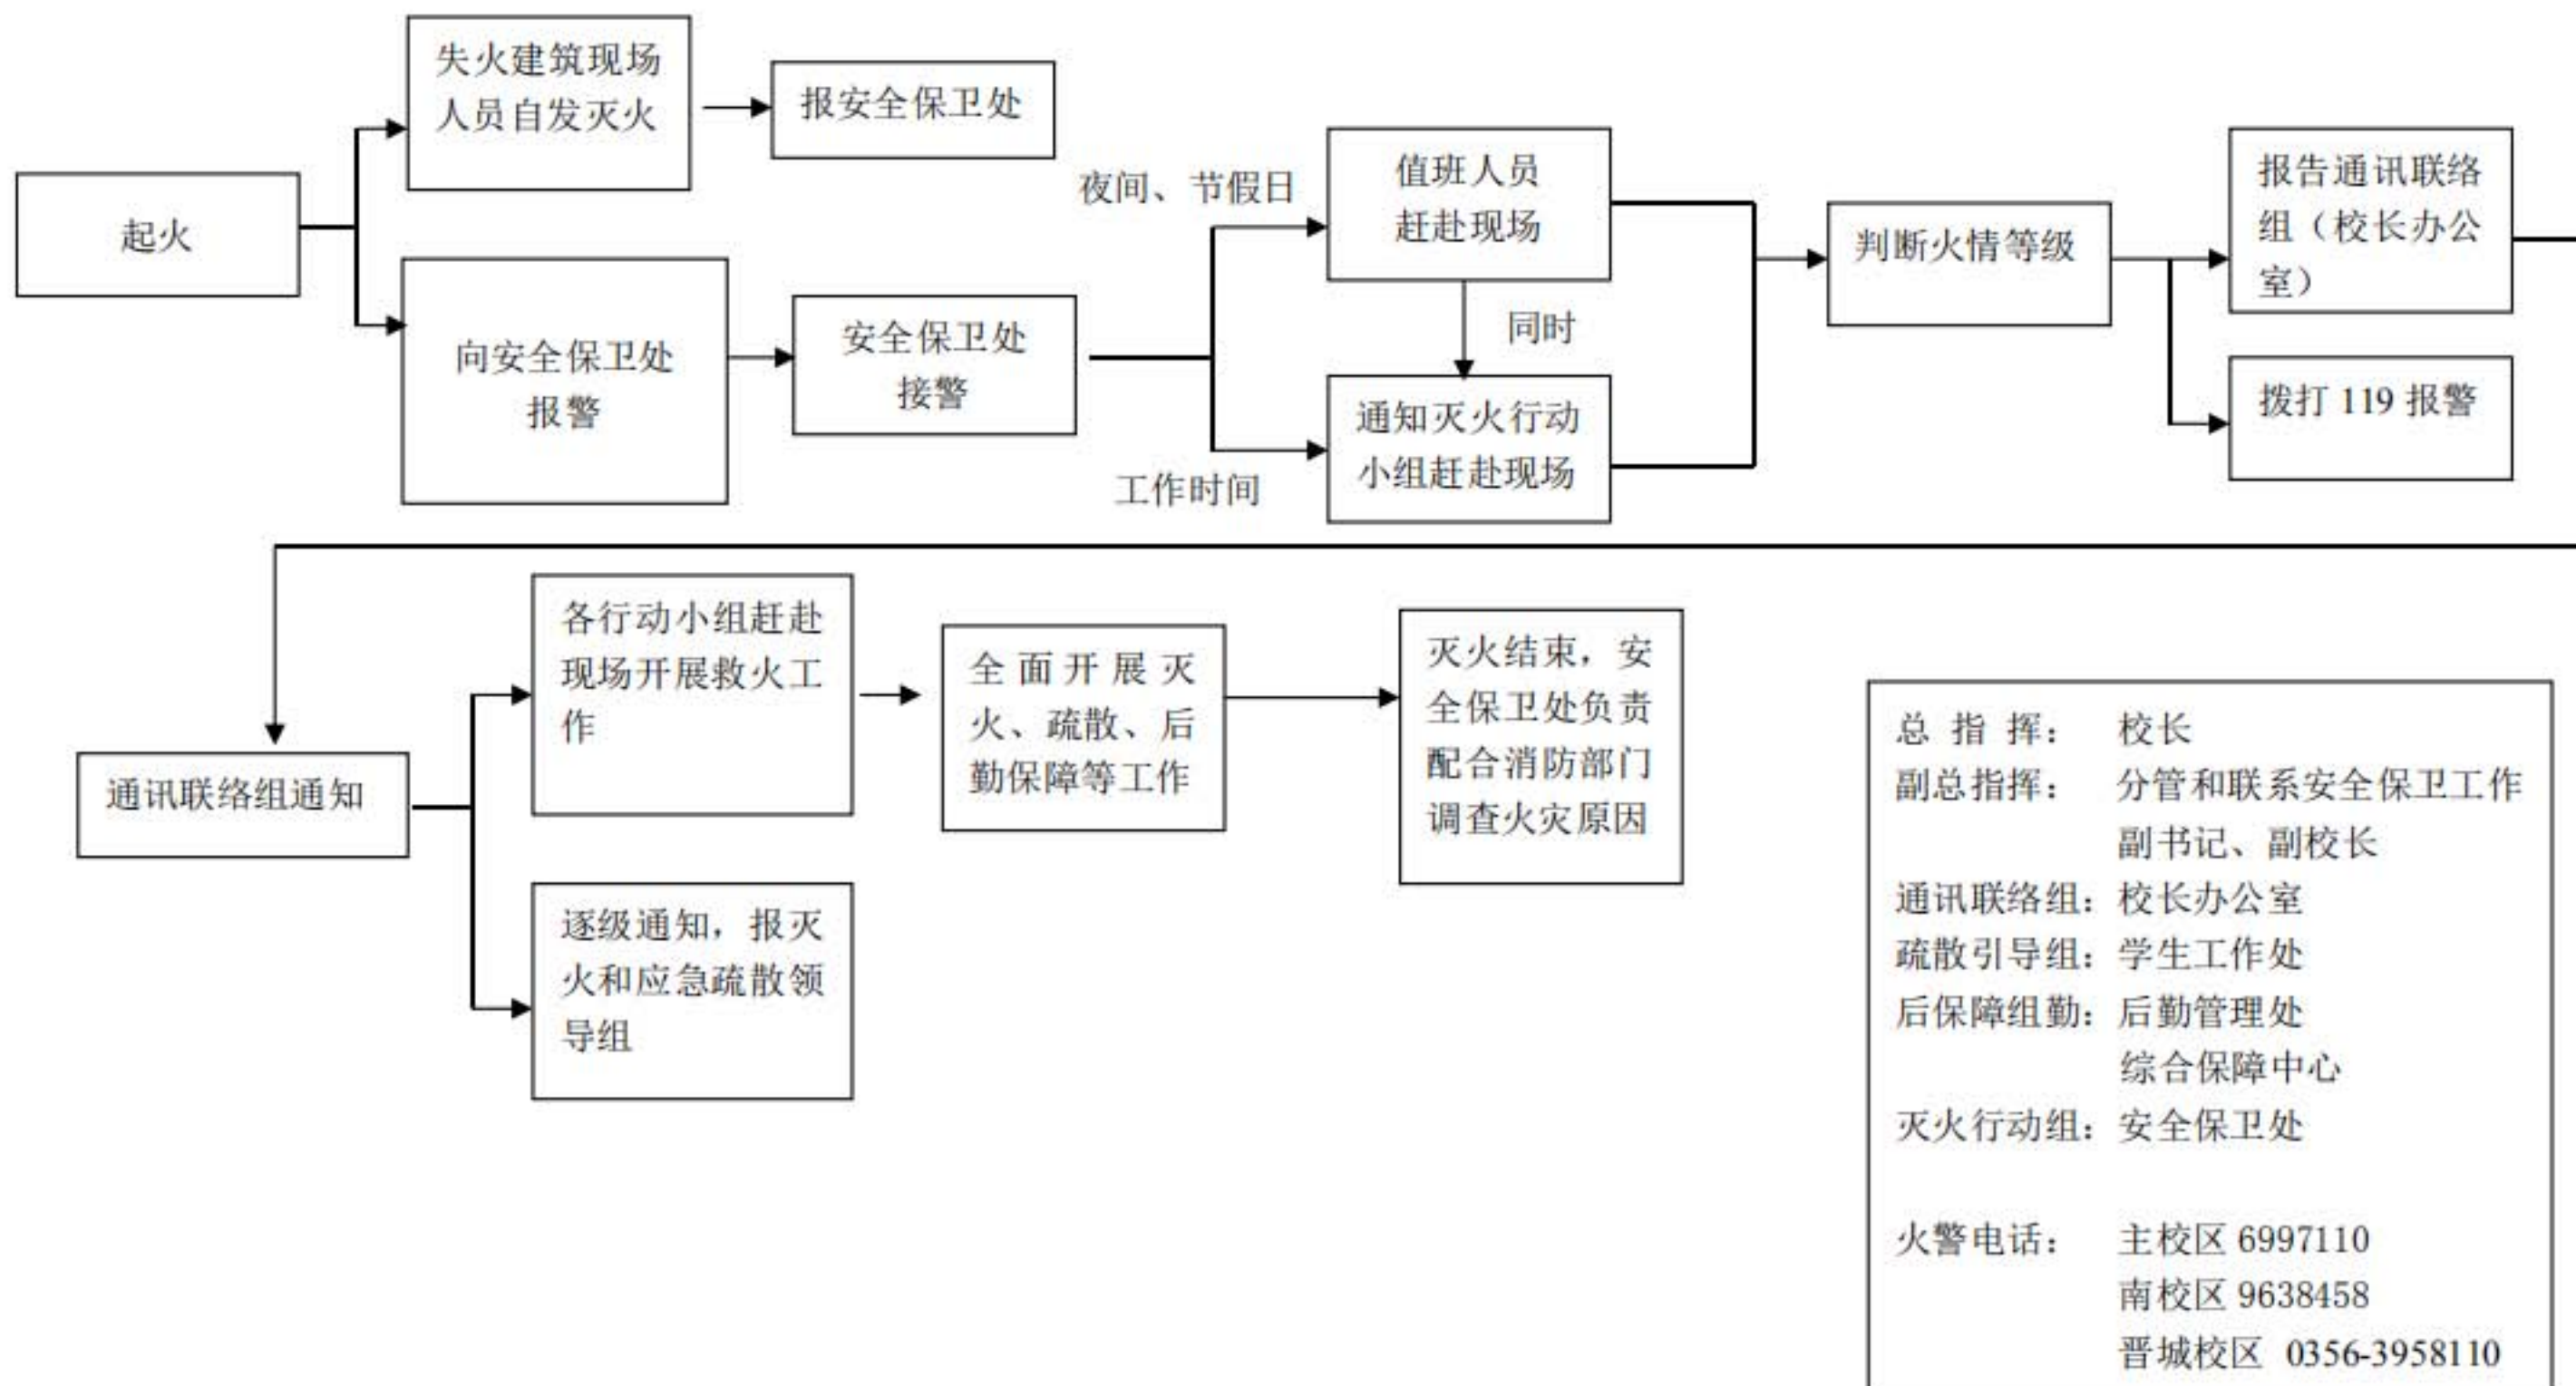 起火
失火建筑现场
人员自发灭火
报安全保卫处
向安全保卫处
报警
安全保卫处
接警
夜间、节假日
工作时间
值班人员
赶赴现场
同时
通知灭火行动
小组赶赴现场
判断火情等级
报告通讯联络
组（校长办公
室）
拨打 119 报警
通讯联络组通知
各行动小组赶赴
现场开展救火工
作
逐级通知，报灭
火和应急疏散领
导组
全面开展灭
火、疏散、后
勤保障等工作
灭火结束，安
全保卫处负责
配合消防部门
调查火灾原因
总 指 挥： 校长
副总指挥： 分管和联系安全保卫工作
副书记、副校长
通讯联络组：校长办公室
疏散引导组：学生工作处
后保障组勤：后勤管理处
综合保障中心
灭火行动组：安全保卫处
火警电话： 主校区 6997110
南校区 9638458
晋城校区 0356-3958110